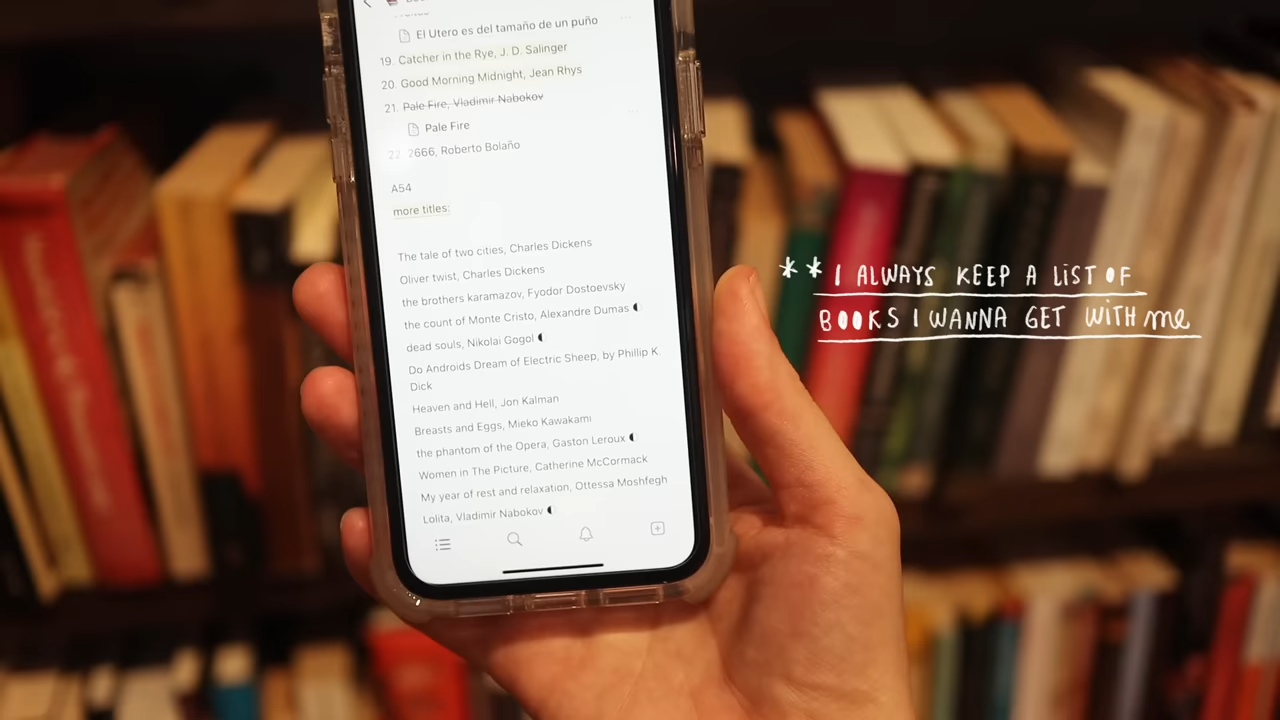 El Utero es del tamaño de un puño
19. Catcher in the Rye, J. D. Salinger
20. Good Morning Midnight, Jean Rhys
21. Pale Fire, Vladimir Nabokov
Pale Fire
22. 2666, Roberto Bolaño
A54
more titles:
The tale of two cities, Charles Dickens
Oliver twist, Charles Dickens
the brothers karamazov, Fyodor Dostoevsky
the count of Monte Cristo, Alexandre Dumas
dead souls, Nikolai Gogol
Do Androids Dream of Electric Sheep, by Phillip K.
Dick
Heaven and Hell, Jon Kalman
Breasts and Eggs, Mieko Kawakami
the phantom of the Opera, Gaston Leroux
Women in The Picture, Catherine McCormack
My year of rest and relaxation, Ottessa Moshfegh
Lolita, Vladimir Nabokov
** I ALWAYS KEEP A LiST OF
BOOKS I WANNA GET WiTH me